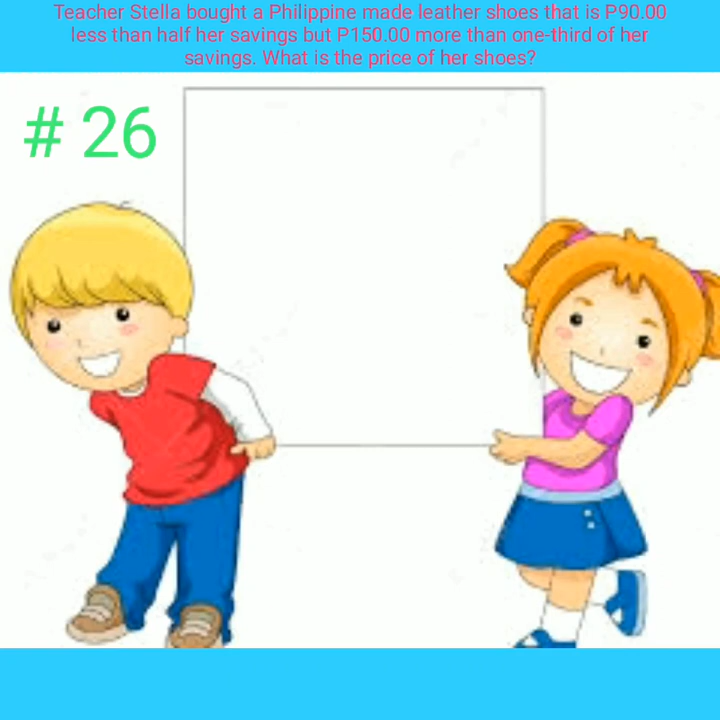 Teacher Stella bought a Philippine made leather shoes that is P90.00
less than half her savings but P150.00 more than one-third of her
savings. What is the price of her shoes?
# 26